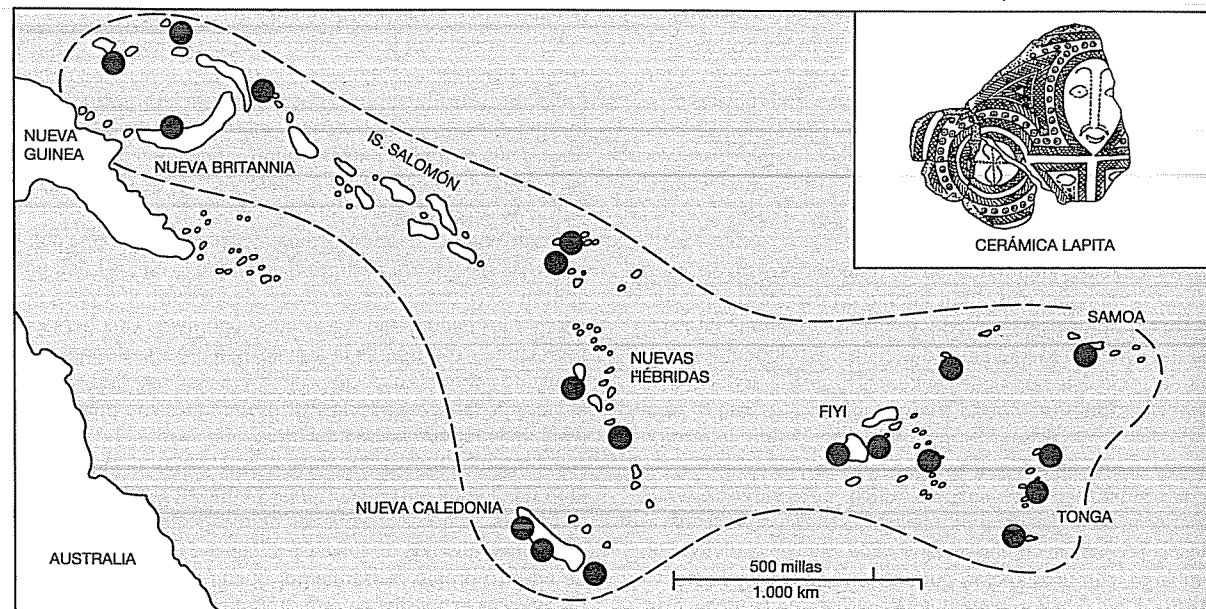 NUEVA
GUINEA
NUEVA BRITANNIA
IS. SALOMÓN
CERÁMICA LAPITA
SAMOA
NUEVAS
HÉBRIDAS
FIYI
NUEVA CALEDONIA
TONGA
AUSTRALIA
500 millas
1.000 km